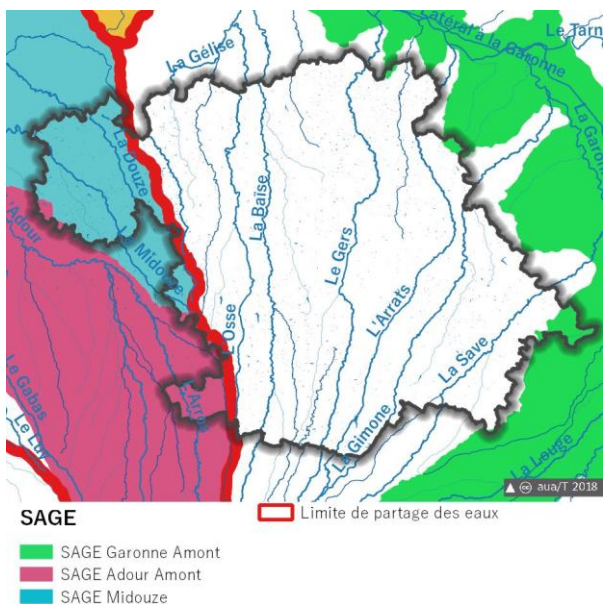 Latéral à la Garonne
Le Tarn
La Gélise
La Garon
La Douze
La Baïse
L'Adour
Le Gers
La Midouze
L'Arrats
L'Osse
La Save
Le Gabas
L'Arros
Le Luy
La Gimone
La Louge
aua/T 2018
SAGE
Limite de partage des eaux
SAGE Garonne Amont
SAGE Adour Amont
SAGE Midouze